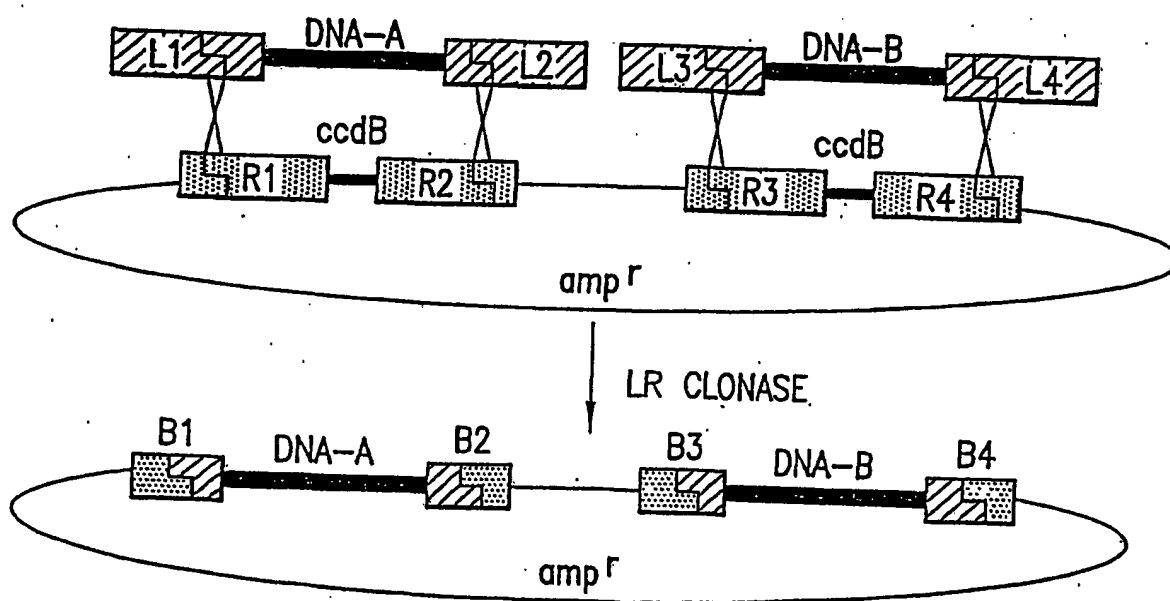 L1 DNA-A L2 L3 DNA-B L4
ccdB ccdB
R1 R2 R3 R4
amp r
LR CLONASE
B1 DNA-A B2 B3 DNA-B B4
amp r